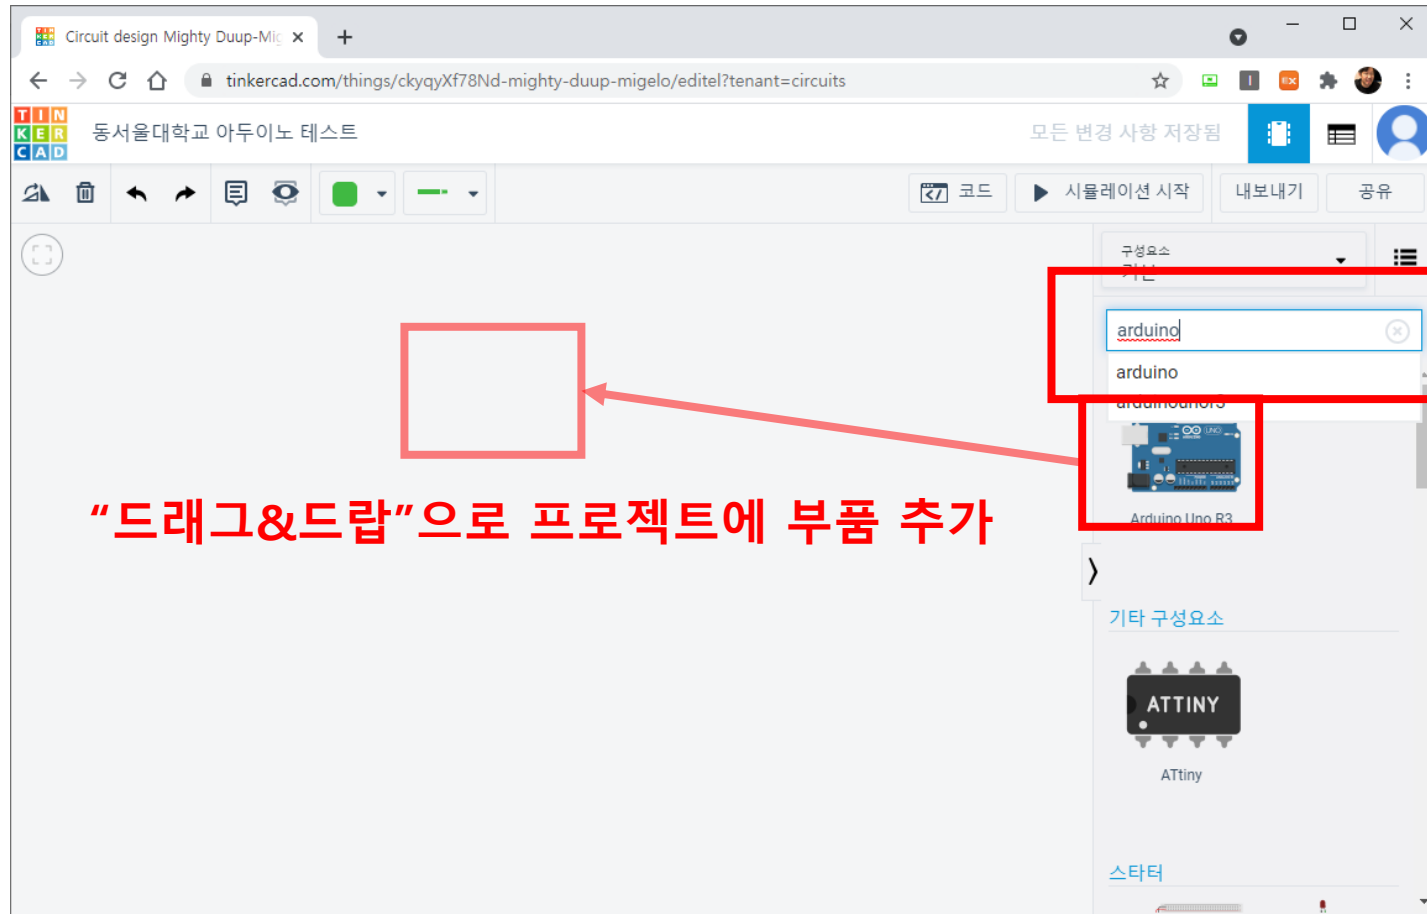 Circuit design Mighty Duup-Mig
tinkercad.com/things/ckyqyXf78Nd-mighty-duup-migelo/editel?tenant=circuits
TIN
KER
CAD
동서울대학교 아두이노 테스트
모든 변경 사항 저장됨
코드
시뮬레이션 시작
내보내기
공유
구성요소
arduino
arduino
arduinounor3
UNO
Arduino Uno R3
“드래그&드랍”으로 프로젝트에 부품 추가
기타 구성요소
ATTINY
ATtiny
스타터